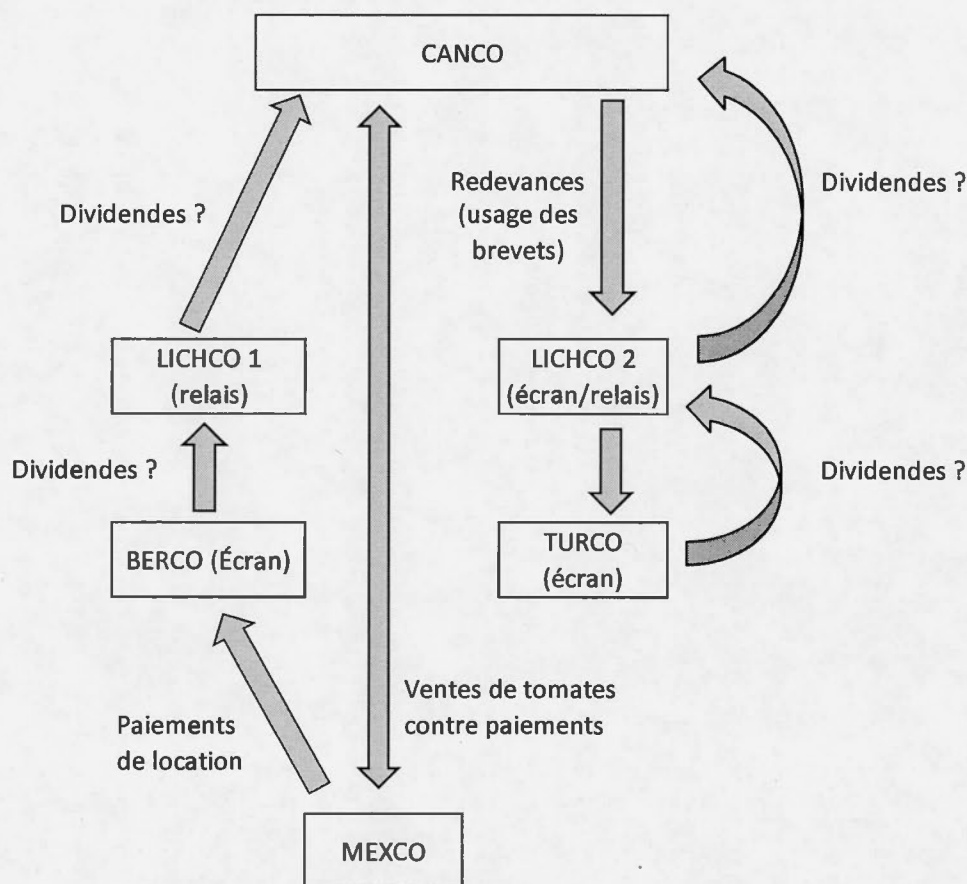 CANCO
Dividendes ?
Redevances
(usage des
brevets)
Dividendes ?
LICHCO 1
(relais)
LICHCO 2
(écran/relais)
Dividendes ?
Dividendes ?
BERCO (Écran)
TURCO
(écran)
Paiements
de location
Ventes de tomates
contre paiements
MEXCO